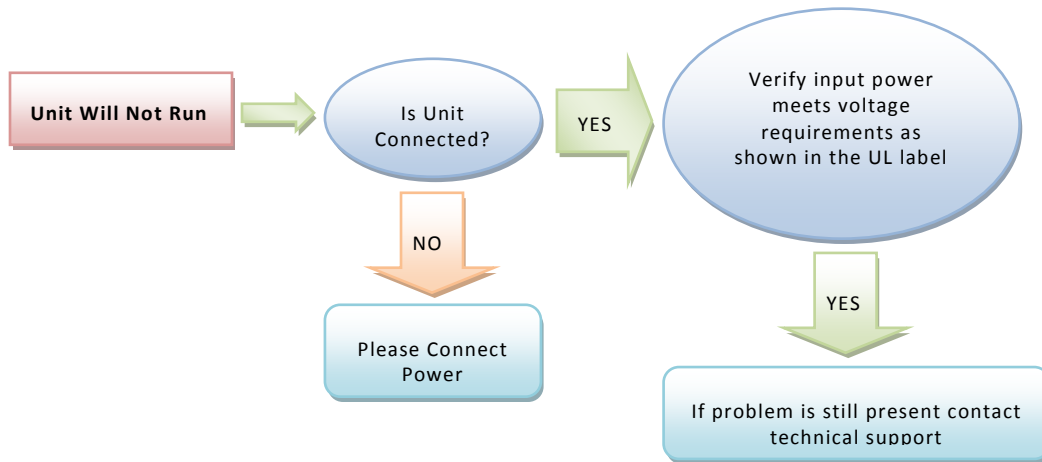 Unit Will Not Run
Is Unit
Connected?
YES
Verify input power
meets voltage
requirements as
shown in the UL label
NO
YES
Please Connect
Power
If problem is still present contact
technical support